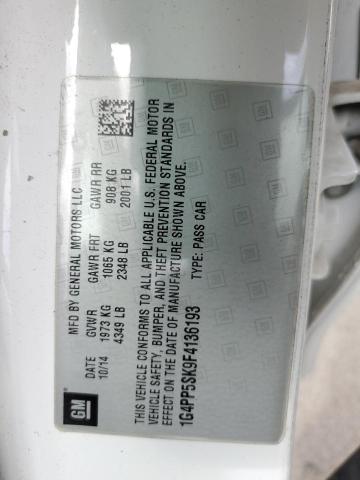 GM
MFD BY GENERAL MOTORS LLC
DATE GVWR GAWR FRT GAWR RR
10/14 1973 KG 1065 KG 908 KG
4349 LB 2348 LB 2001 LB
THIS VEHICLE CONFORMS TO ALL APPLICABLE U.S. FEDERAL MOTOR
VEHICLE SAFETY, BUMPER, AND THEFT PREVENTION STANDARDS IN
EFFECT ON THE DATE OF MANUFACTURE SHOWN ABOVE.
1G4PP5SK9F4136193 TYPE: PASS CAR